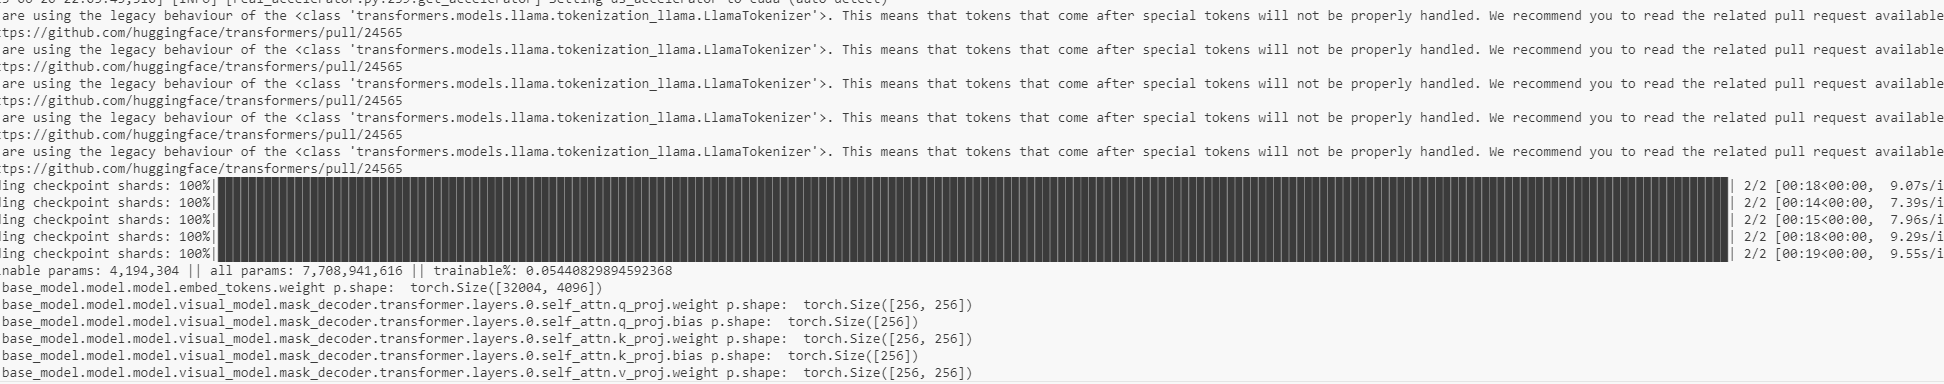 [INFO] [real_accelerator.py:239:get_accelerator] Setting ds_accelerator to cuda (auto detect)
are using the legacy behaviour of the <class 'transformers.models.llama.tokenization_llama.LlamaTokenizer'>. This means that tokens that come after special tokens will not be properly handled. We recommend you to read the related pull request available
ttps://github.com/huggingface/transformers/pull/24565
are using the legacy behaviour of the <class 'transformers.models.llama.tokenization_llama.LlamaTokenizer'>. This means that tokens that come after special tokens will not be properly handled. We recommend you to read the related pull request available
ttps://github.com/huggingface/transformers/pull/24565
are using the legacy behaviour of the <class 'transformers.models.llama.tokenization_llama.LlamaTokenizer'>. This means that tokens that come after special tokens will not be properly handled. We recommend you to read the related pull request available
ttps://github.com/huggingface/transformers/pull/24565
are using the legacy behaviour of the <class 'transformers.models.llama.tokenization_llama.LlamaTokenizer'>. This means that tokens that come after special tokens will not be properly handled. We recommend you to read the related pull request available
ttps://github.com/huggingface/transformers/pull/24565
are using the legacy behaviour of the <class 'transformers.models.llama.tokenization_llama.LlamaTokenizer'>. This means that tokens that come after special tokens will not be properly handled. We recommend you to read the related pull request available
ttps://github.com/huggingface/transformers/pull/24565
ding checkpoint shards: 100%| | 2/2 [00:18<00:00, 9.07s/i
ding checkpoint shards: 100%| | 2/2 [00:14<00:00, 7.39s/i
ding checkpoint shards: 100%| | 2/2 [00:15<00:00, 7.96s/i
ding checkpoint shards: 100%| | 2/2 [00:18<00:00, 9.29s/i
ding checkpoint shards: 100%| | 2/2 [00:19<00:00, 9.55s/i
inable params: 4,194,304 || all params: 7,708,941,616 || trainable%: 0.05440829894592368
base_model.model.model.embed_tokens.weight p.shape: torch.Size([32004, 4096])
base_model.model.model.visual_model.mask_decoder.transformer.layers.0.self_attn.q_proj.weight p.shape: torch.Size([256, 256])
base_model.model.model.visual_model.mask_decoder.transformer.layers.0.self_attn.q_proj.bias p.shape: torch.Size([256])
base_model.model.model.visual_model.mask_decoder.transformer.layers.0.self_attn.k_proj.weight p.shape: torch.Size([256, 256])
base_model.model.model.visual_model.mask_decoder.transformer.layers.0.self_attn.k_proj.bias p.shape: torch.Size([256])
base_model.model.model.visual_model.mask_decoder.transformer.layers.0.self_attn.v_proj.weight p.shape: torch.Size([256, 256])